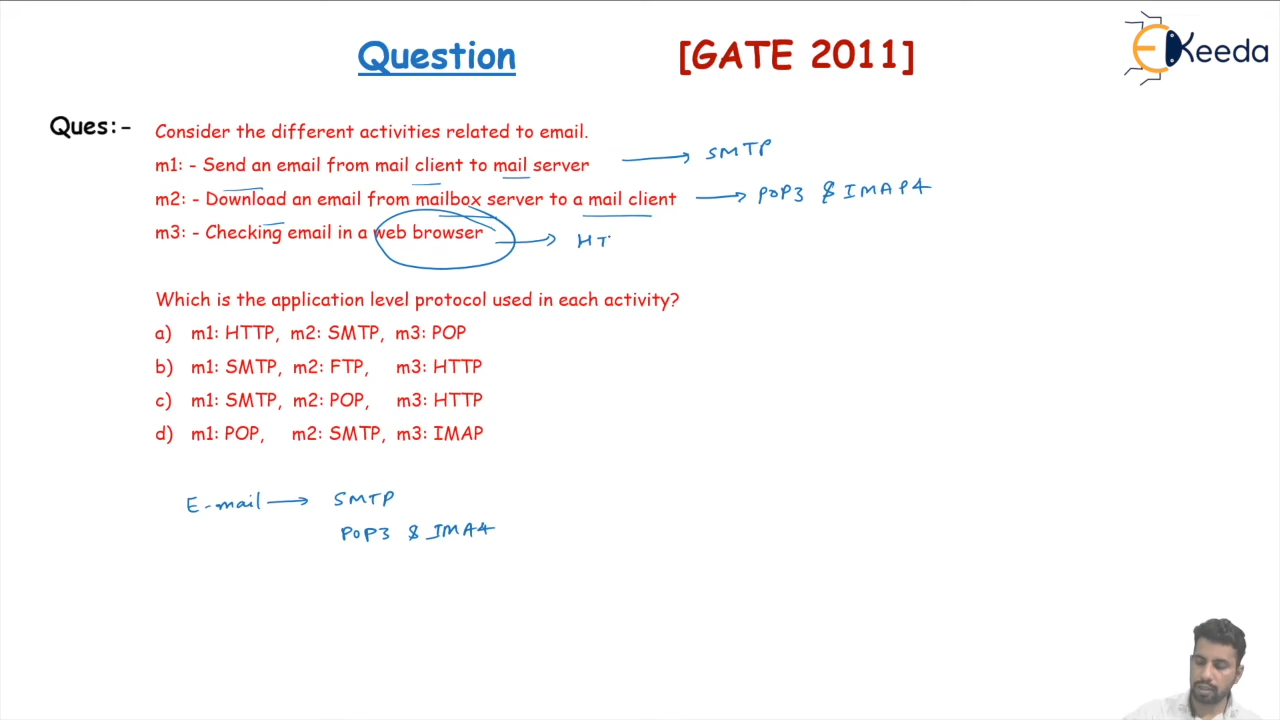 Question [GATE 2011]
EKeeda
Ques:- Consider the different activities related to email.
m1: - Send an email from mail client to mail server → SMTP
m2: - Download an email from mailbox server to a mail client → POP3 & IMAP4
m3: - Checking email in a web browser → HT
Which is the application level protocol used in each activity?
a) m1: HTTP, m2: SMTP, m3: POP
b) m1: SMTP, m2: FTP, m3: HTTP
c) m1: SMTP, m2: POP, m3: HTTP
d) m1: POP, m2: SMTP, m3: IMAP
E-mail → SMTP
POP3 & IMA4